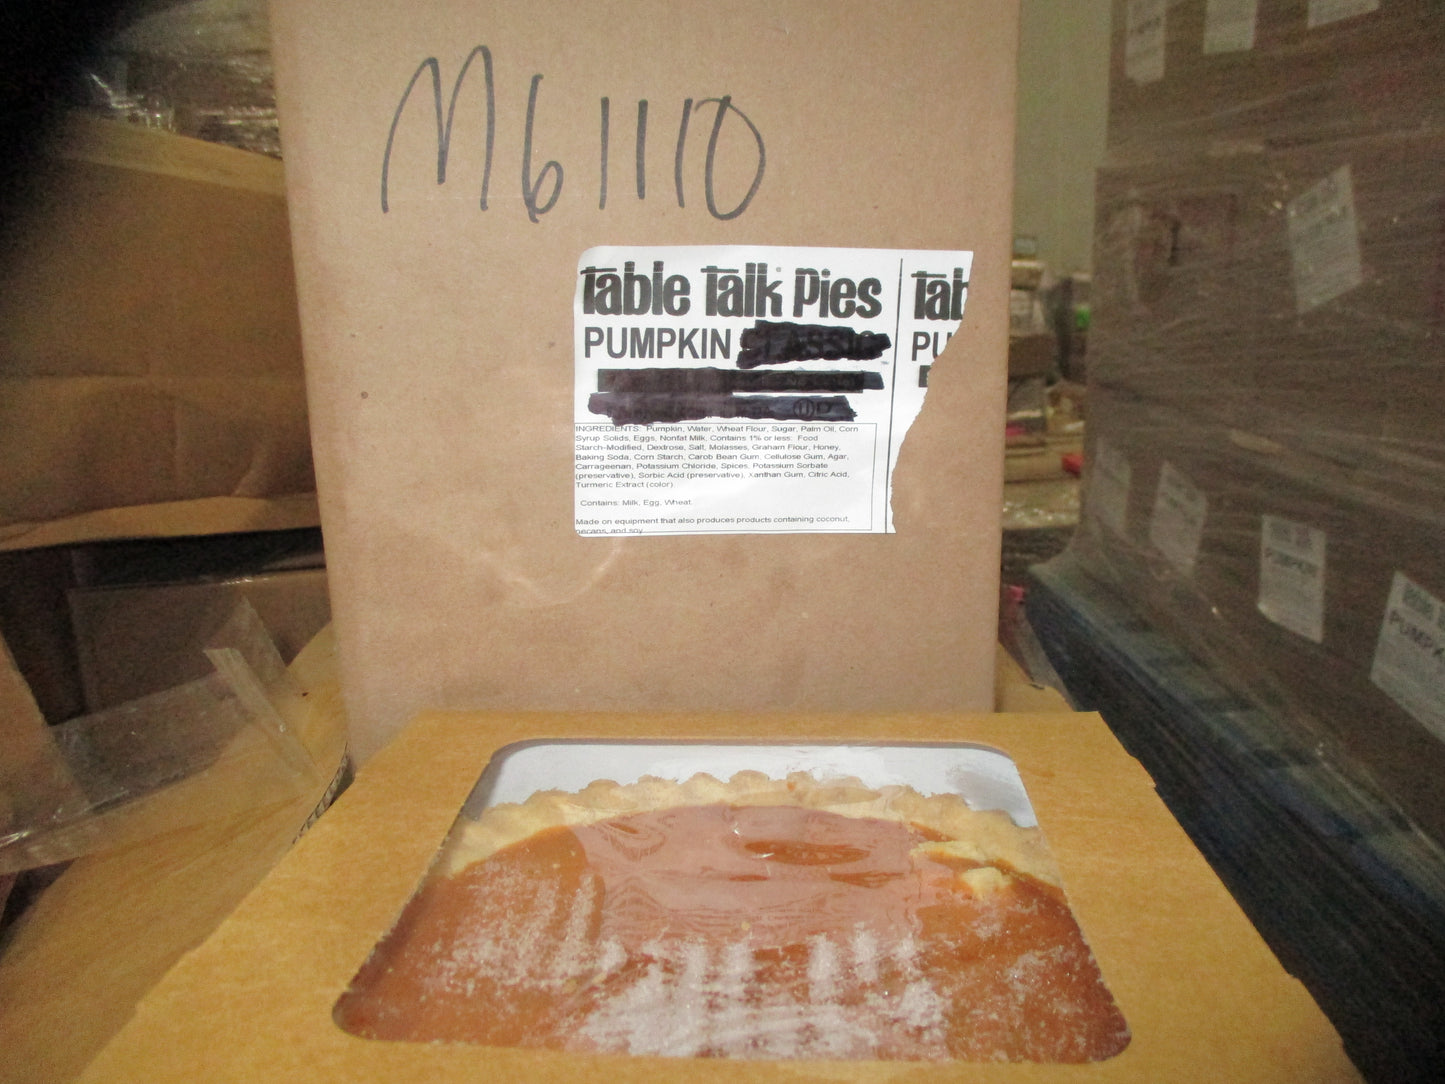 M61110
Table Talk Pies
PUMPKIN CLASSIC
INGREDIENTS: Pumpkin, Water, Wheat Flour, Sugar, Palm Oil, Corn
Syrup Solids, Eggs, Nonfat Milk, Contains 1% or less: Food
Starch-Modified, Dextrose, Salt, Molasses, Graham Flour, Honey,
Baking Soda, Corn Starch, Carob Bean Gum, Cellulose Gum, Agar,
Carrageenan, Potassium Chloride, Spices, Potassium Sorbate
(preservative), Sorbic Acid (preservative), Xanthan Gum, Citric Acid,
Turmeric Extract (color).
Contains: Milk, Egg, Wheat.
Made on equipment that also produces products containing coconut,
pecans, and soy.
Tab
PU
PUMPKIN
PUMPK